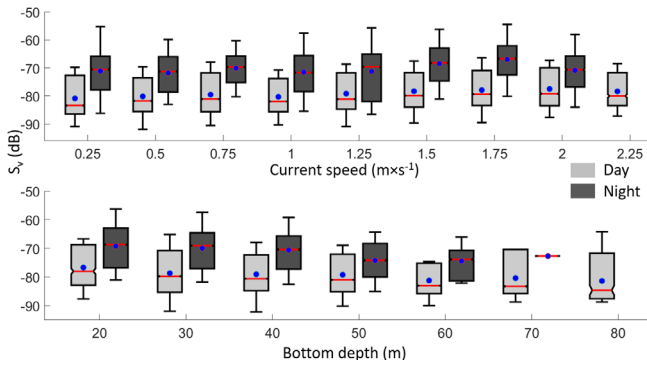 -50
-60
-70
-80
-90
0.25 0.5 0.75 1 1.25 1.5 1.75 2 2.25
Current speed (m×s-1)
Sv (dB)
Day
Night
-50
-60
-70
-80
-90
20 30 40 50 60 70 80
Bottom depth (m)